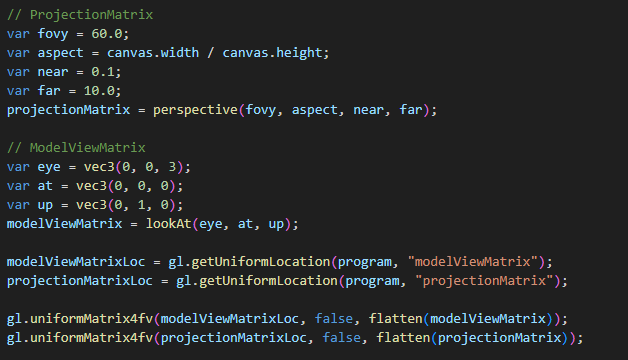 // ProjectionMatrix
var fovy = 60.0;
var aspect = canvas.width / canvas.height;
var near = 0.1;
var far = 10.0;
projectionMatrix = perspective(fovy, aspect, near, far);
// ModelViewMatrix
var eye = vec3(0, 0, 3);
var at = vec3(0, 0, 0);
var up = vec3(0, 1, 0);
modelViewMatrix = lookAt(eye, at, up);
modelViewMatrixLoc = gl.getUniformLocation(program, "modelViewMatrix");
projectionMatrixLoc = gl.getUniformLocation(program, "projectionMatrix");
gl.uniformMatrix4fv(modelViewMatrixLoc, false, flatten(modelViewMatrix));
gl.uniformMatrix4fv(projectionMatrixLoc, false, flatten(projectionMatrix));